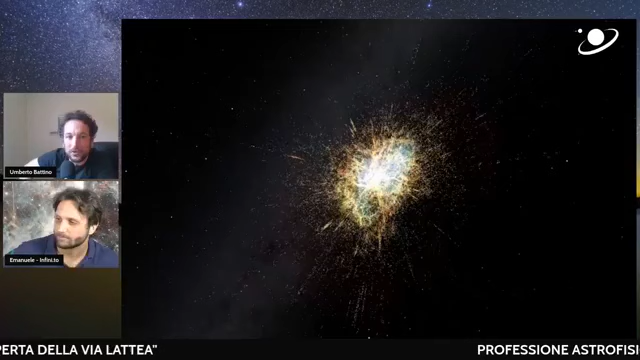 Umberto Battino
Emanuele - Infini.to
PERTA DELLA VIA LATTEA" PROFESSIONE ASTROFISI